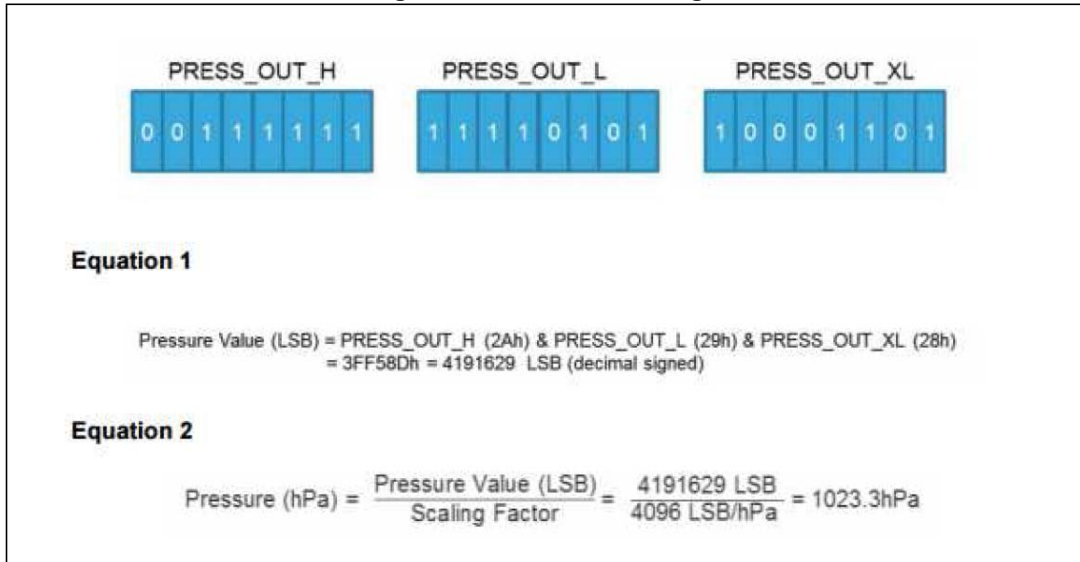 PRESS_OUT_H PRESS_OUT_L PRESS_OUT_XL
0 0 1 1 1 1 1 1 1 1 1 1 0 1 0 1 1 0 0 0 1 1 0 1
Equation 1
Pressure Value (LSB) = PRESS_OUT_H (2Ah) & PRESS_OUT_L (29h) & PRESS_OUT_XL (28h)
= 3FF58Dh = 4191629 LSB (decimal signed)
Equation 2
Pressure (hPa) = Pressure Value (LSB) / Scaling Factor = 4191629 LSB / 4096 LSB/hPa = 1023.3hPa